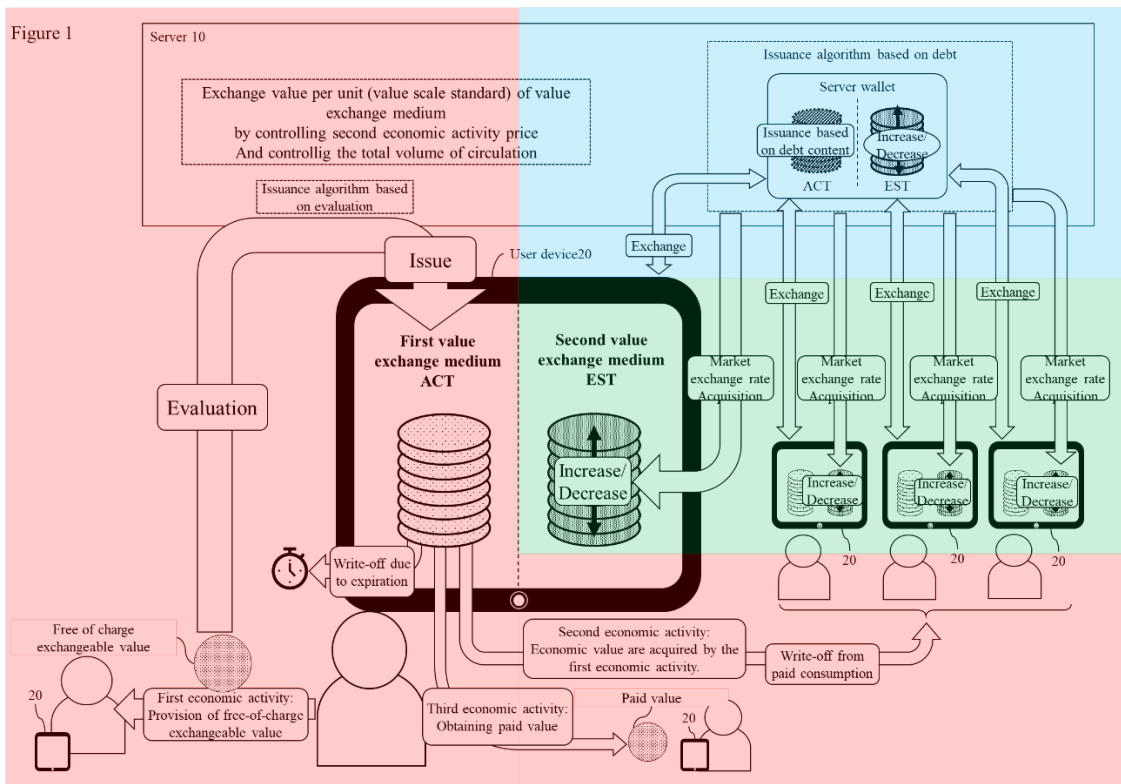 Figure 1
Server 10
Exchange value per unit (value scale standard) of value
exchange medium
by controlling second economic activity price
And controllig the total volume of circulation
Issuance algorithm based
on evaluation
Issue
Evaluation
User device20
First value
exchange medium
ACT
Second value
exchange medium
EST
Increase/
Decrease
Write-off due
to expiration
Issuance algorithm based on debt
Server wallet
Issuance based
on debt content
ACT
Increase/
Decrease
EST
Exchange
Exchange
Exchange
Exchange
Market
exchange rate
Acquisition
Market
exchange rate
Acquisition
Market
exchange rate
Acquisition
Market
exchange rate
Acquisition
Increase/
Decrease
Increase/
Decrease
Increase/
Decrease
20
20
20
Free of charge
exchangeable value
20
First economic activity:
Provision of free-of-charge
exchangeable value
Second economic activity:
Economic value are acquired by the
first economic activity.
Write-off from
paid consumption
Third economic activity:
Obtaining paid value
Paid value
20